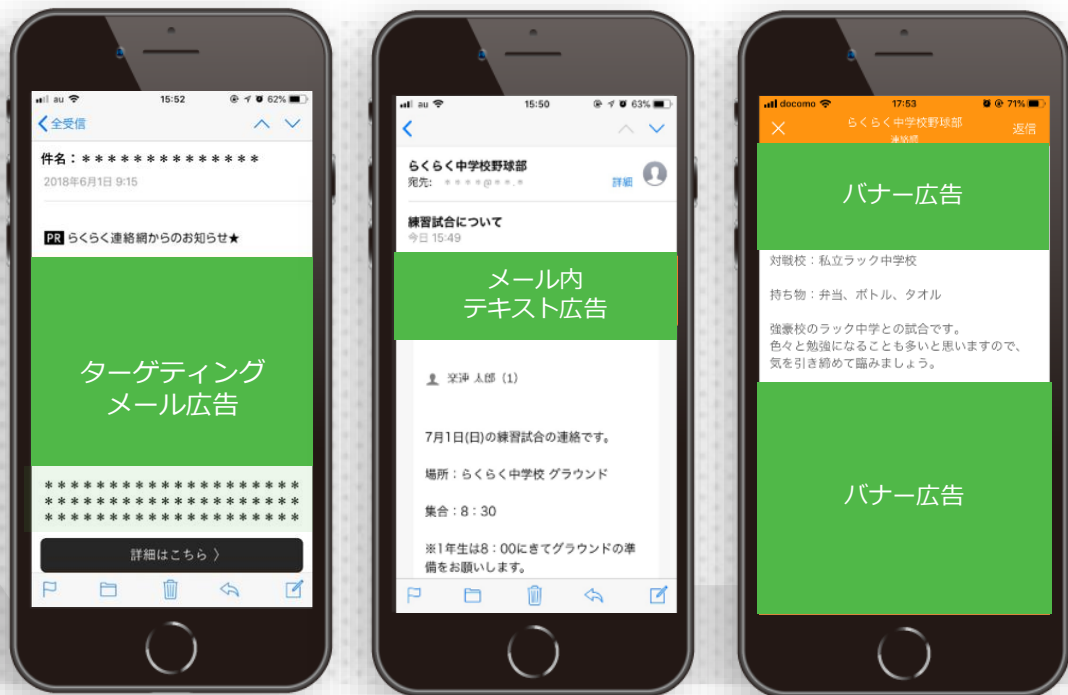 au 15:52 62%
全受信
件名：＊＊＊＊＊＊＊＊＊＊＊＊＊＊
2018年6月1日 9:15
PR らくらく連絡網からのお知らせ★
ターゲティング
メール広告
＊＊＊＊＊＊＊＊＊＊＊＊＊＊＊＊＊＊＊＊
＊＊＊＊＊＊＊＊＊＊＊＊＊＊＊＊＊＊＊＊
＊＊＊＊＊＊＊＊＊＊＊＊＊＊＊＊＊＊＊＊
詳細はこちら 〉
au 15:50 63%
らくらく中学校野球部
宛先: ＊＊＊＊@＊＊.＊ 詳細
練習試合について
今日 15:49
メール内
テキスト広告
楽連 太郎（1）
7月1日(日)の練習試合の連絡です。
場所：らくらく中学校 グラウンド
集合：8：30
※1年生は8：00にきてグラウンドの準
備をお願いします。
docomo 17:53 71%
らくらく中学校野球部 返信
連絡網
バナー広告
対戦校：私立ラック中学校
持ち物：弁当、ボトル、タオル
強豪校のラック中学との試合です。
色々と勉強になることも多いと思いますので、
気を引き締めて臨みましょう。
バナー広告